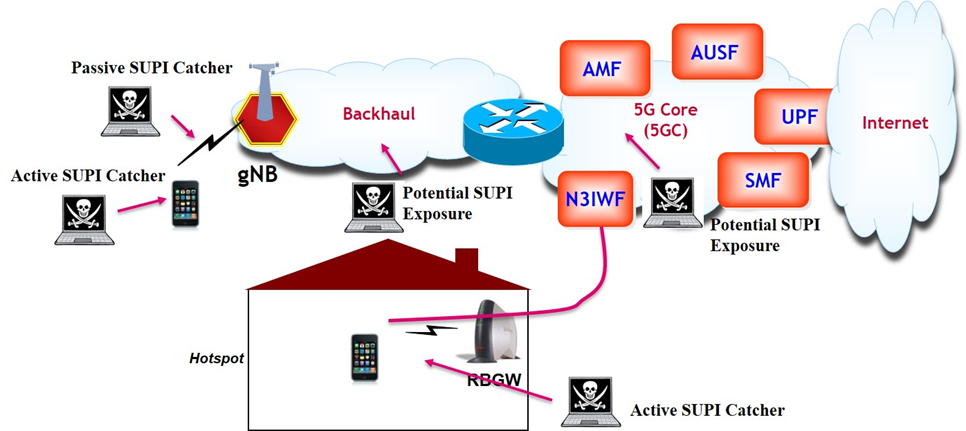 Passive SUPI Catcher
Active SUPI Catcher
gNB
Backhaul
Potential SUPI
Exposure
AMF
AUSF
5G Core
(5GC)
UPF
Internet
SMF
N3IWF
Potential SUPI
Exposure
Hotspot
RBGW
Active SUPI Catcher